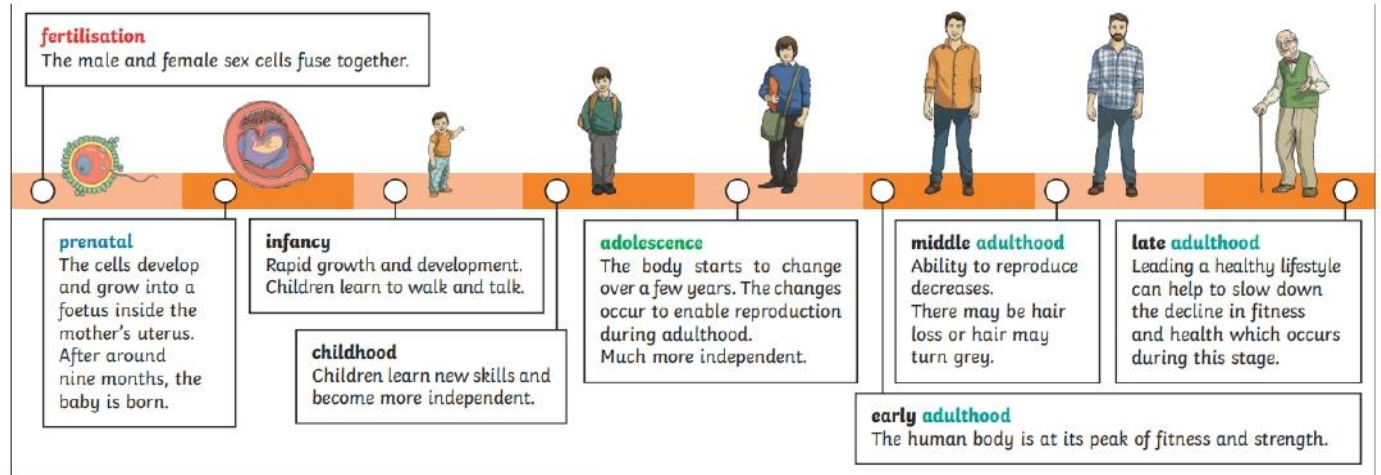 fertilisation
The male and female sex cells fuse together.
prenatal
The cells develop
and grow into a
foetus inside the
mother's uterus.
After around
nine months, the
baby is born.
infancy
Rapid growth and development.
Children learn to walk and talk.
childhood
Children learn new skills and
become more independent.
adolescence
The body starts to change
over a few years. The changes
occur to enable reproduction
during adulthood.
Much more independent.
early adulthood
The human body is at its peak of fitness and strength.
middle adulthood
Ability to reproduce
decreases.
There may be hair
loss or hair may
turn grey.
late adulthood
Leading a healthy lifestyle
can help to slow down
the decline in fitness
and health which occurs
during this stage.